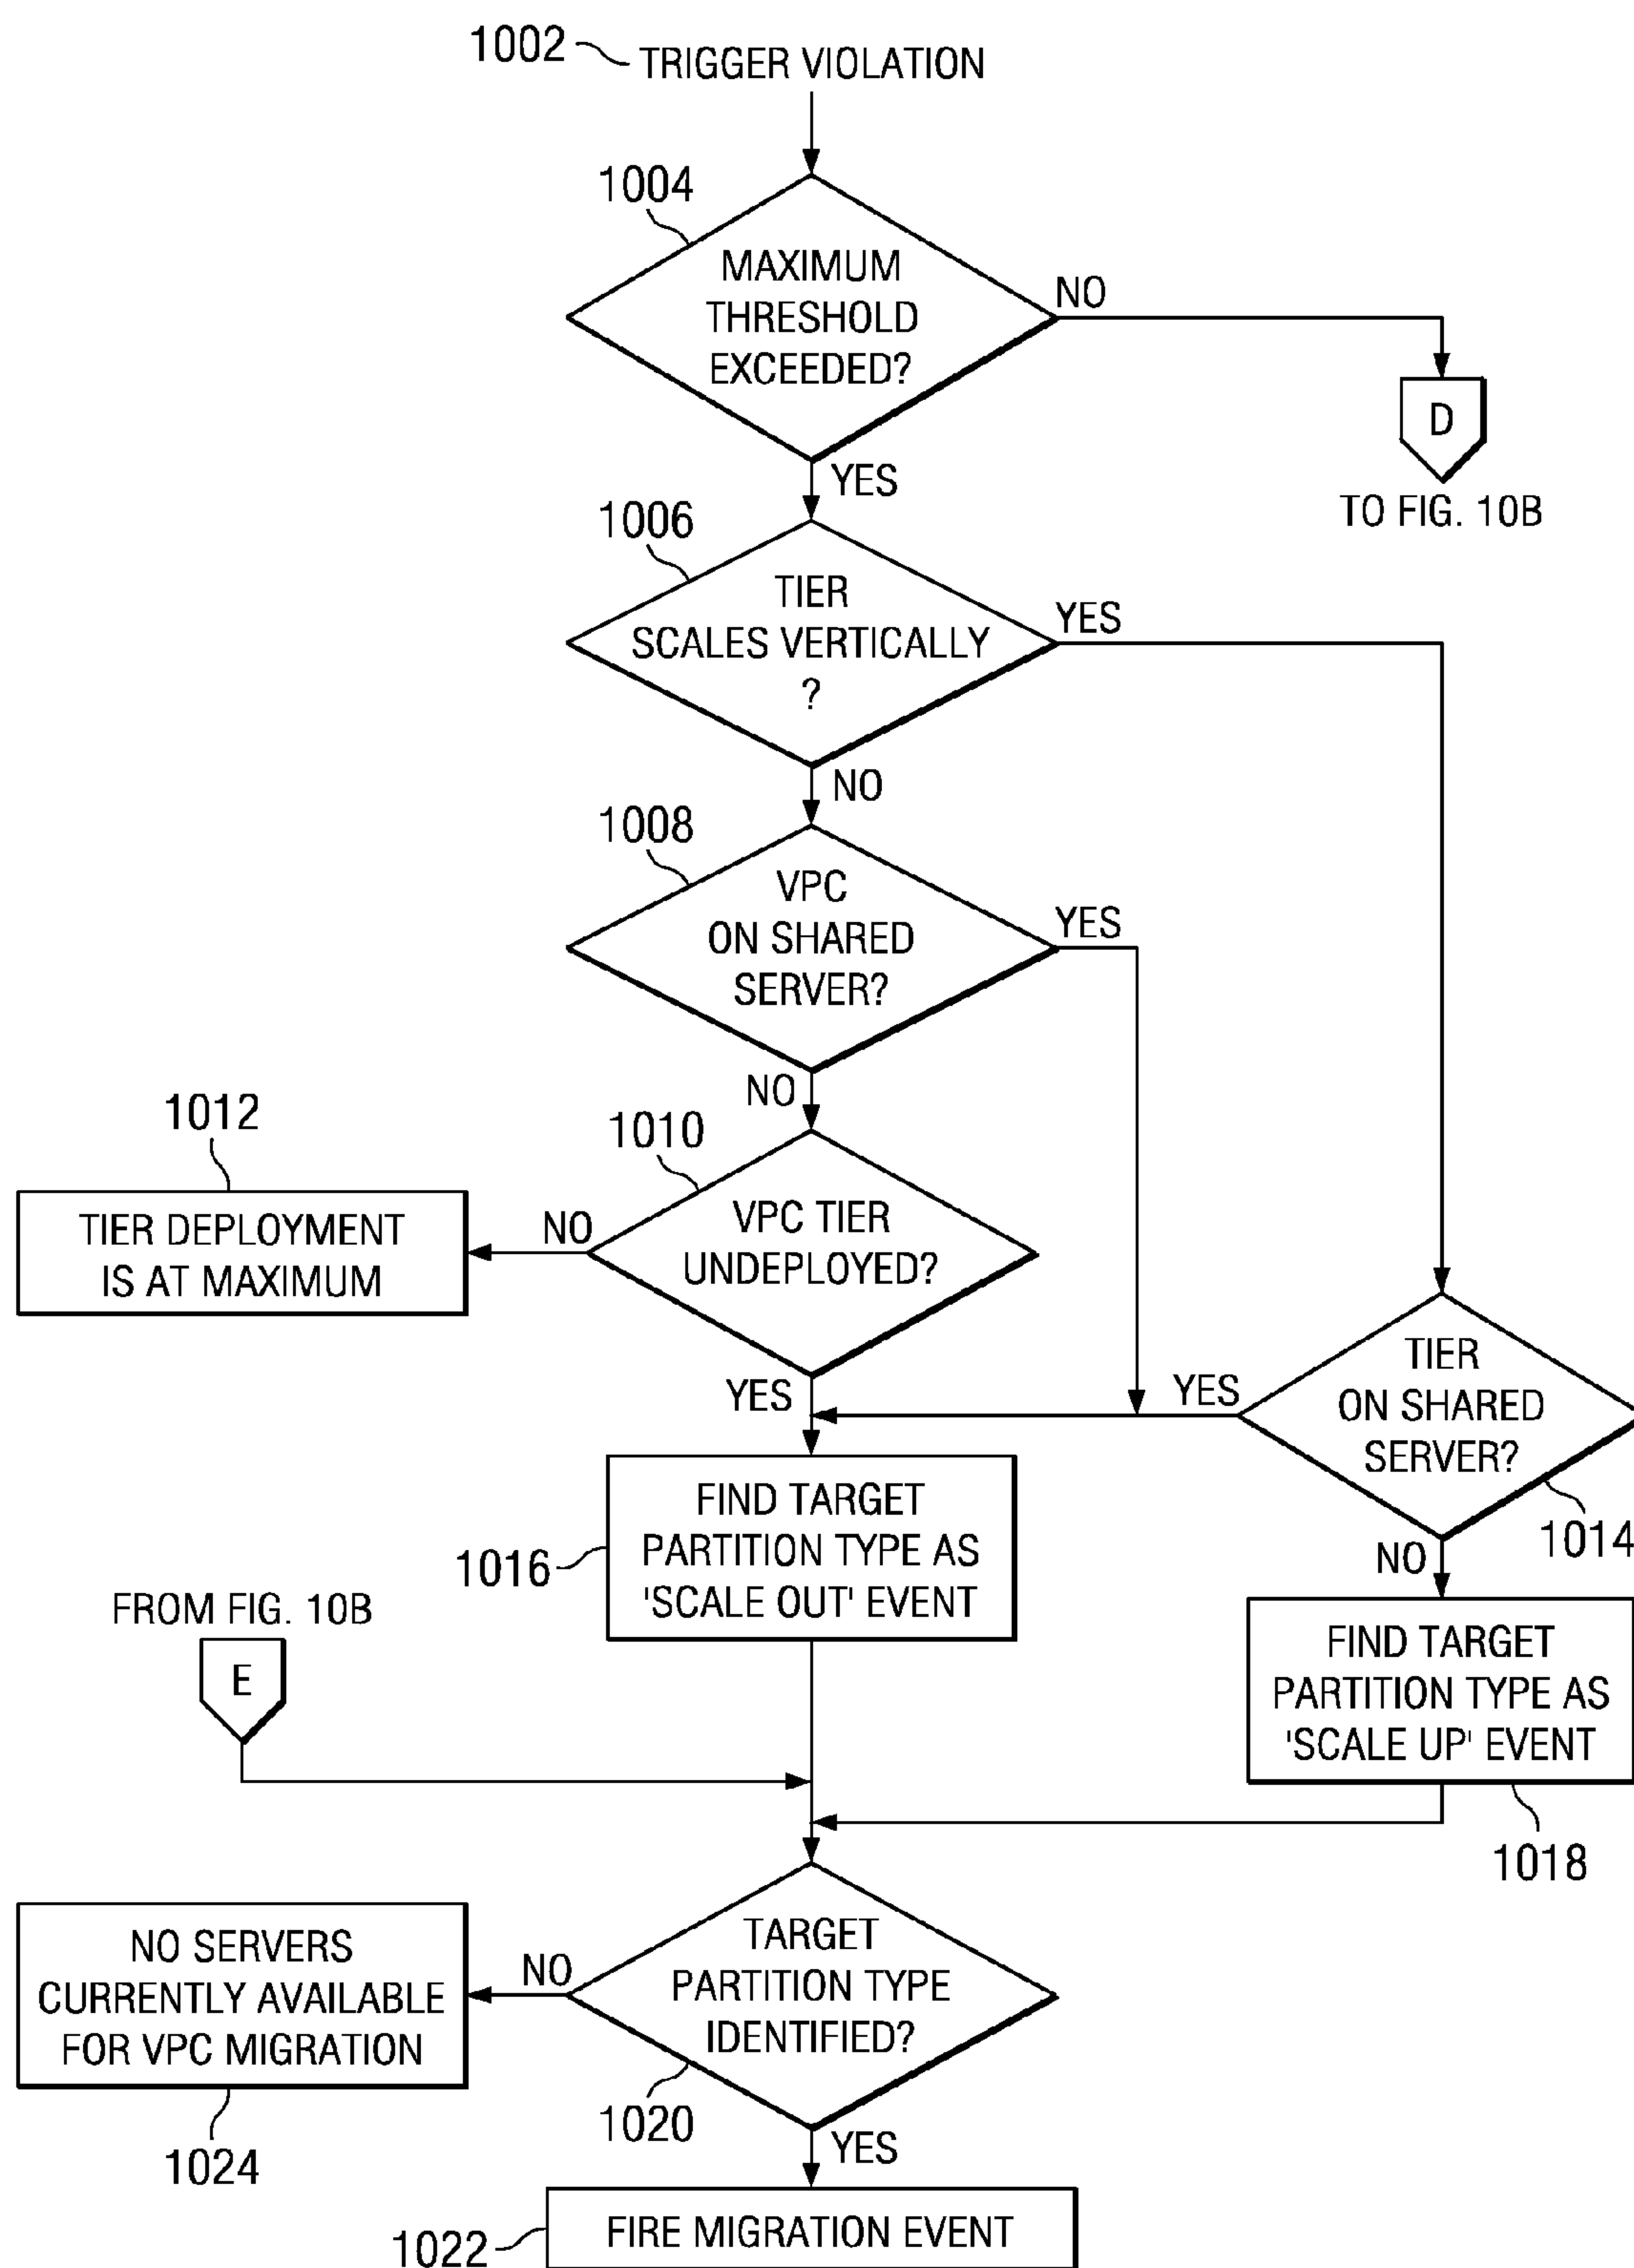 1002
TRIGGER VIOLATION
1004
MAXIMUM
THRESHOLD
EXCEEDED?
NO
D
TO FIG. 10B
YES
1006
TIER
SCALES VERTICALLY
?
YES
NO
1008
VPC
ON SHARED
SERVER?
YES
NO
1010
VPC TIER
UNDEPLOYED?
NO
1012
TIER DEPLOYMENT
IS AT MAXIMUM
YES
TIER
ON SHARED
SERVER?
1014
YES
NO
1016
FIND TARGET
PARTITION TYPE AS
'SCALE OUT' EVENT
FIND TARGET
PARTITION TYPE AS
'SCALE UP' EVENT
1018
FROM FIG. 10B
E
TARGET
PARTITION TYPE
IDENTIFIED?
1020
NO
NO SERVERS
CURRENTLY AVAILABLE
FOR VPC MIGRATION
1024
YES
FIRE MIGRATION EVENT
1022